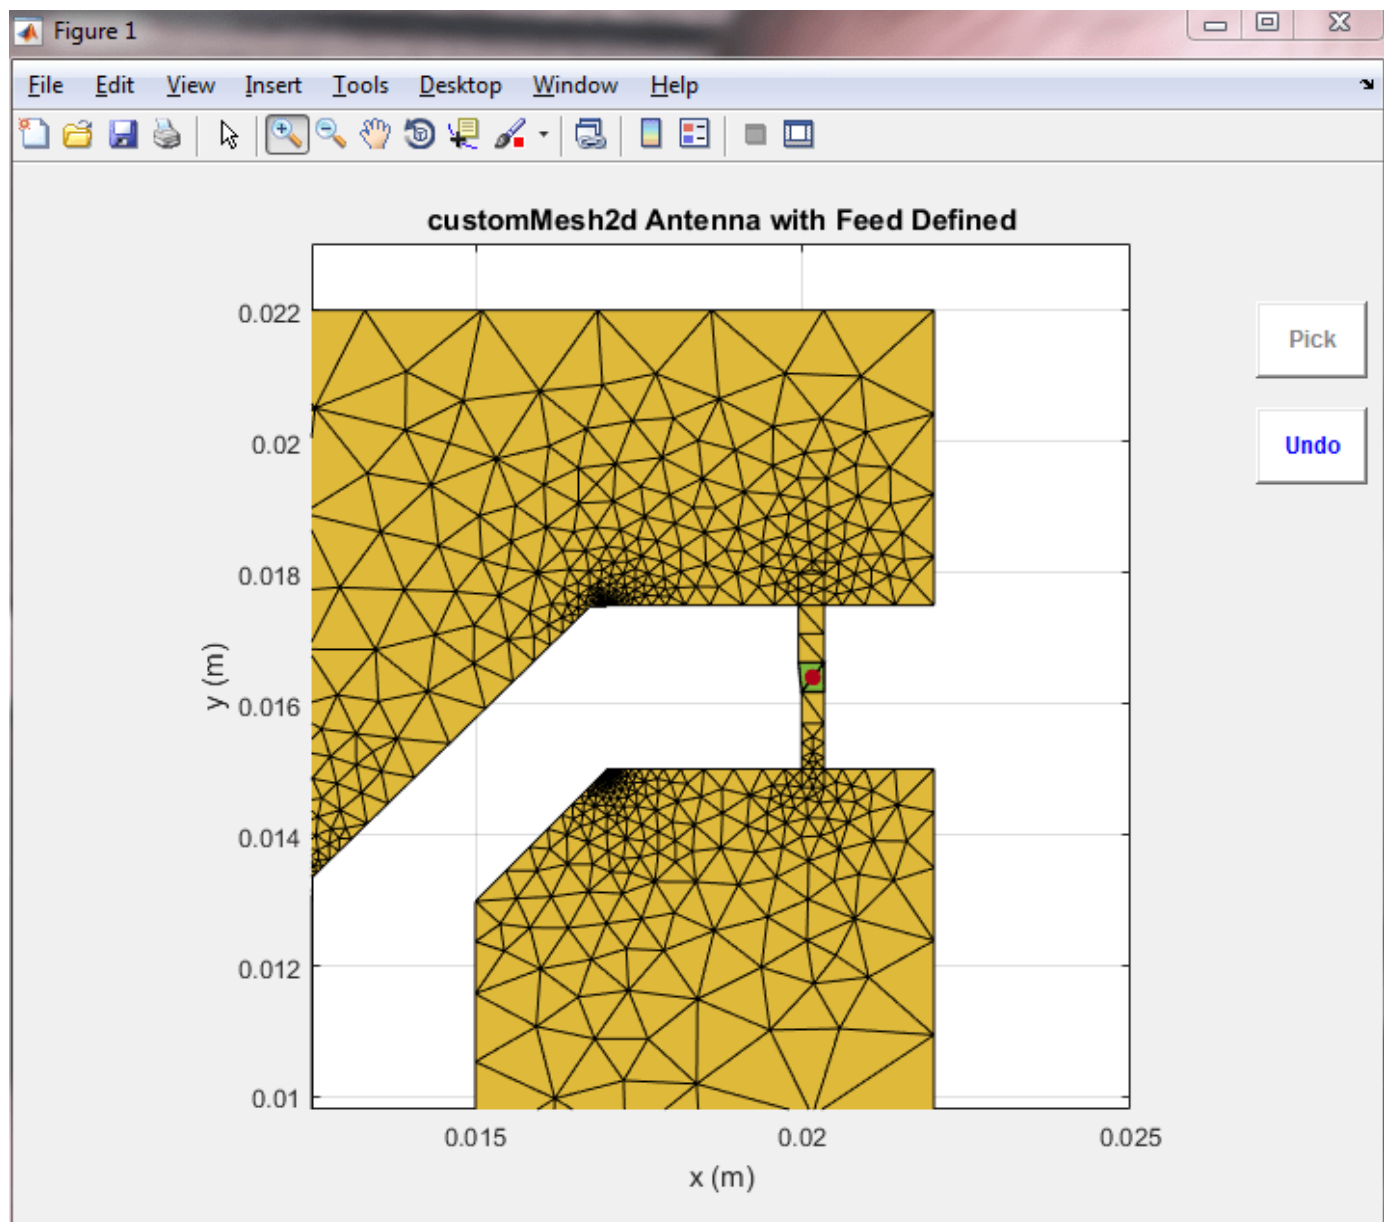 Figure 1
File Edit View Insert Tools Desktop Window Help
customMesh2d Antenna with Feed Defined
0.022
0.02
0.018
0.016
0.014
0.012
0.01
y (m)
0.015 0.02 0.025
x (m)
Pick
Undo